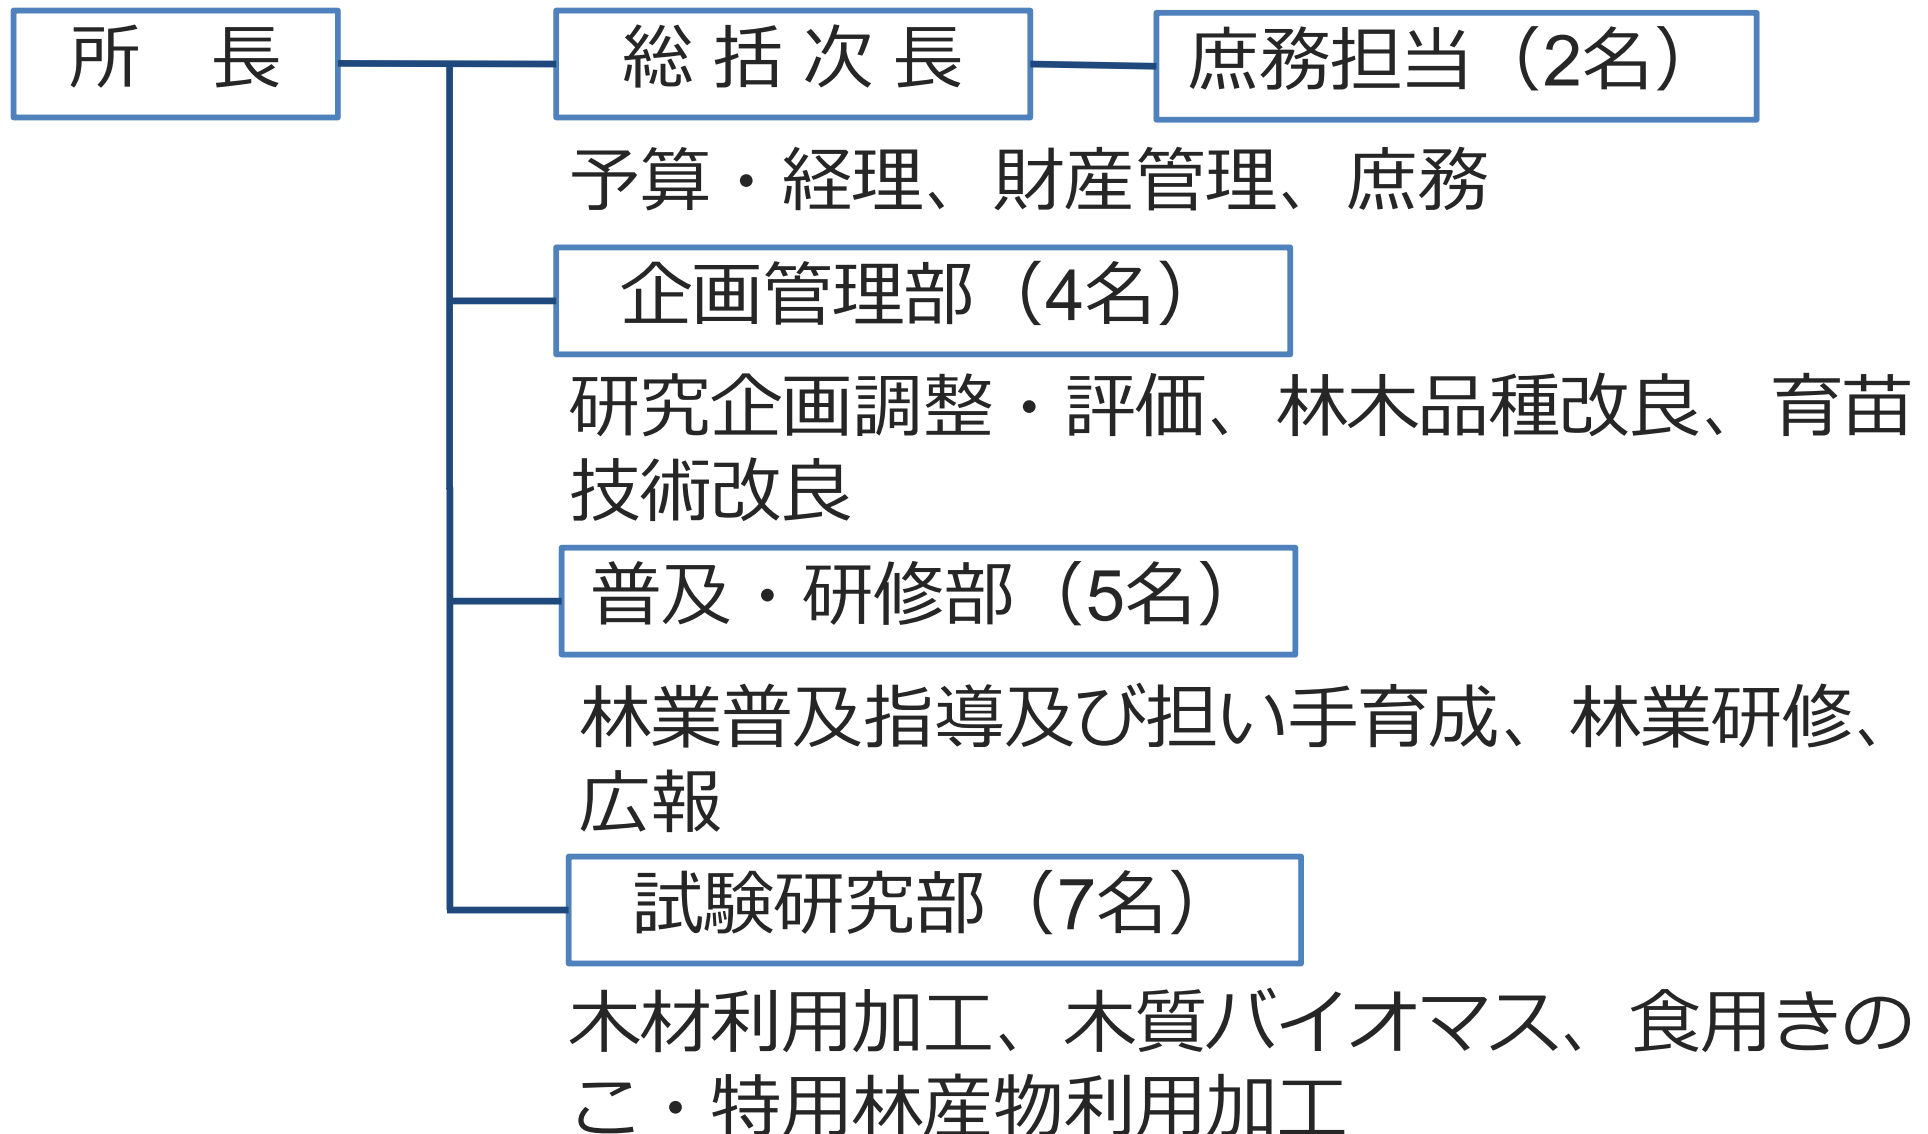 所　長
総 括 次 長
庶務担当（2名）
予算・経理、財産管理、庶務
企画管理部（4名）
研究企画調整・評価、林木品種改良、育苗
技術改良
普及・研修部（5名）
林業普及指導及び担い手育成、林業研修、
広報
試験研究部（7名）
木材利用加工、木質バイオマス、食用きの
こ・特用林産物利用加工